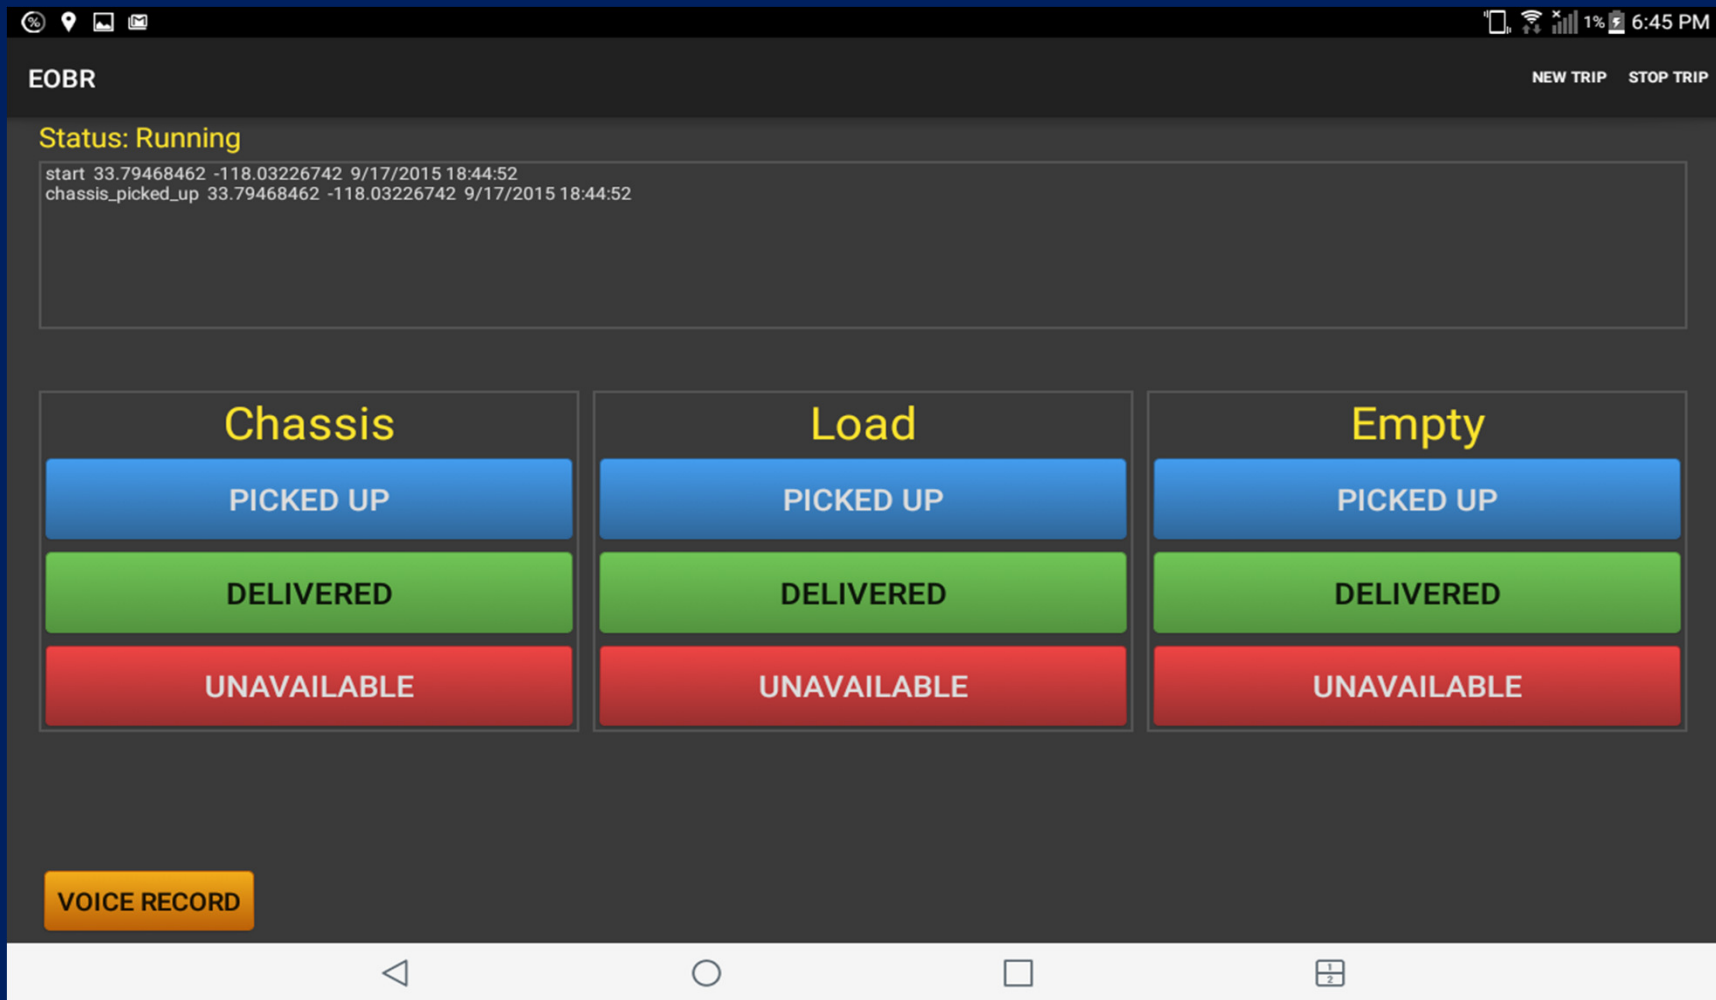 1% 6:45 PM
EOBR NEW TRIP STOP TRIP
Status: Running
start 33.79468462 -118.03226742 9/17/2015 18:44:52
chassis_picked_up 33.79468462 -118.03226742 9/17/2015 18:44:52
Chassis Load Empty
PICKED UP PICKED UP PICKED UP
DELIVERED DELIVERED DELIVERED
UNAVAILABLE UNAVAILABLE UNAVAILABLE
VOICE RECORD
1
2